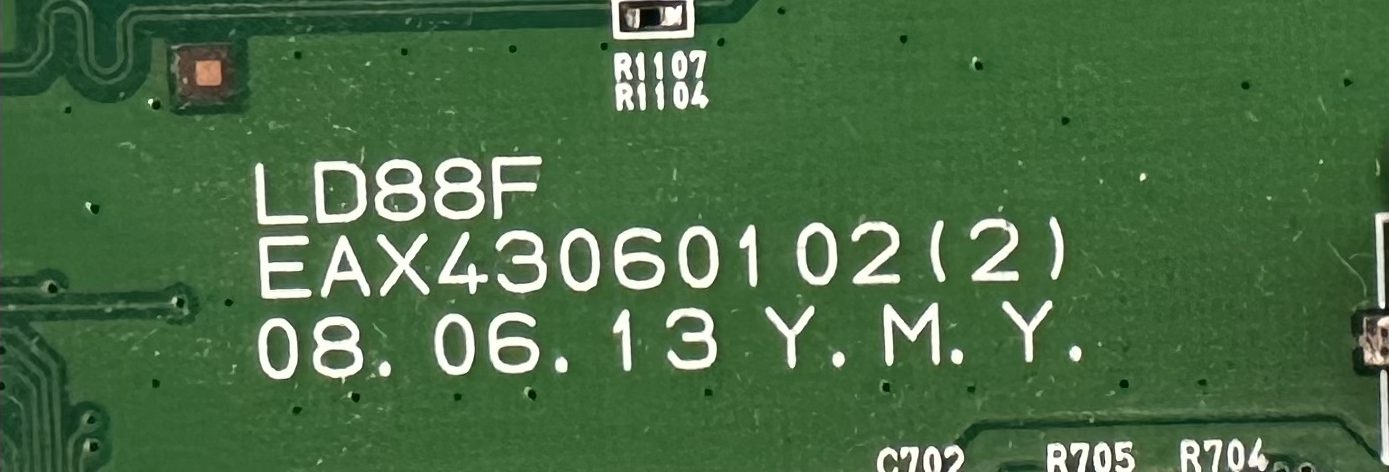 R1107
R1104
LD88F
EAX43060102(2)
08.06.13 Y.M.Y.
C702 R705 R704